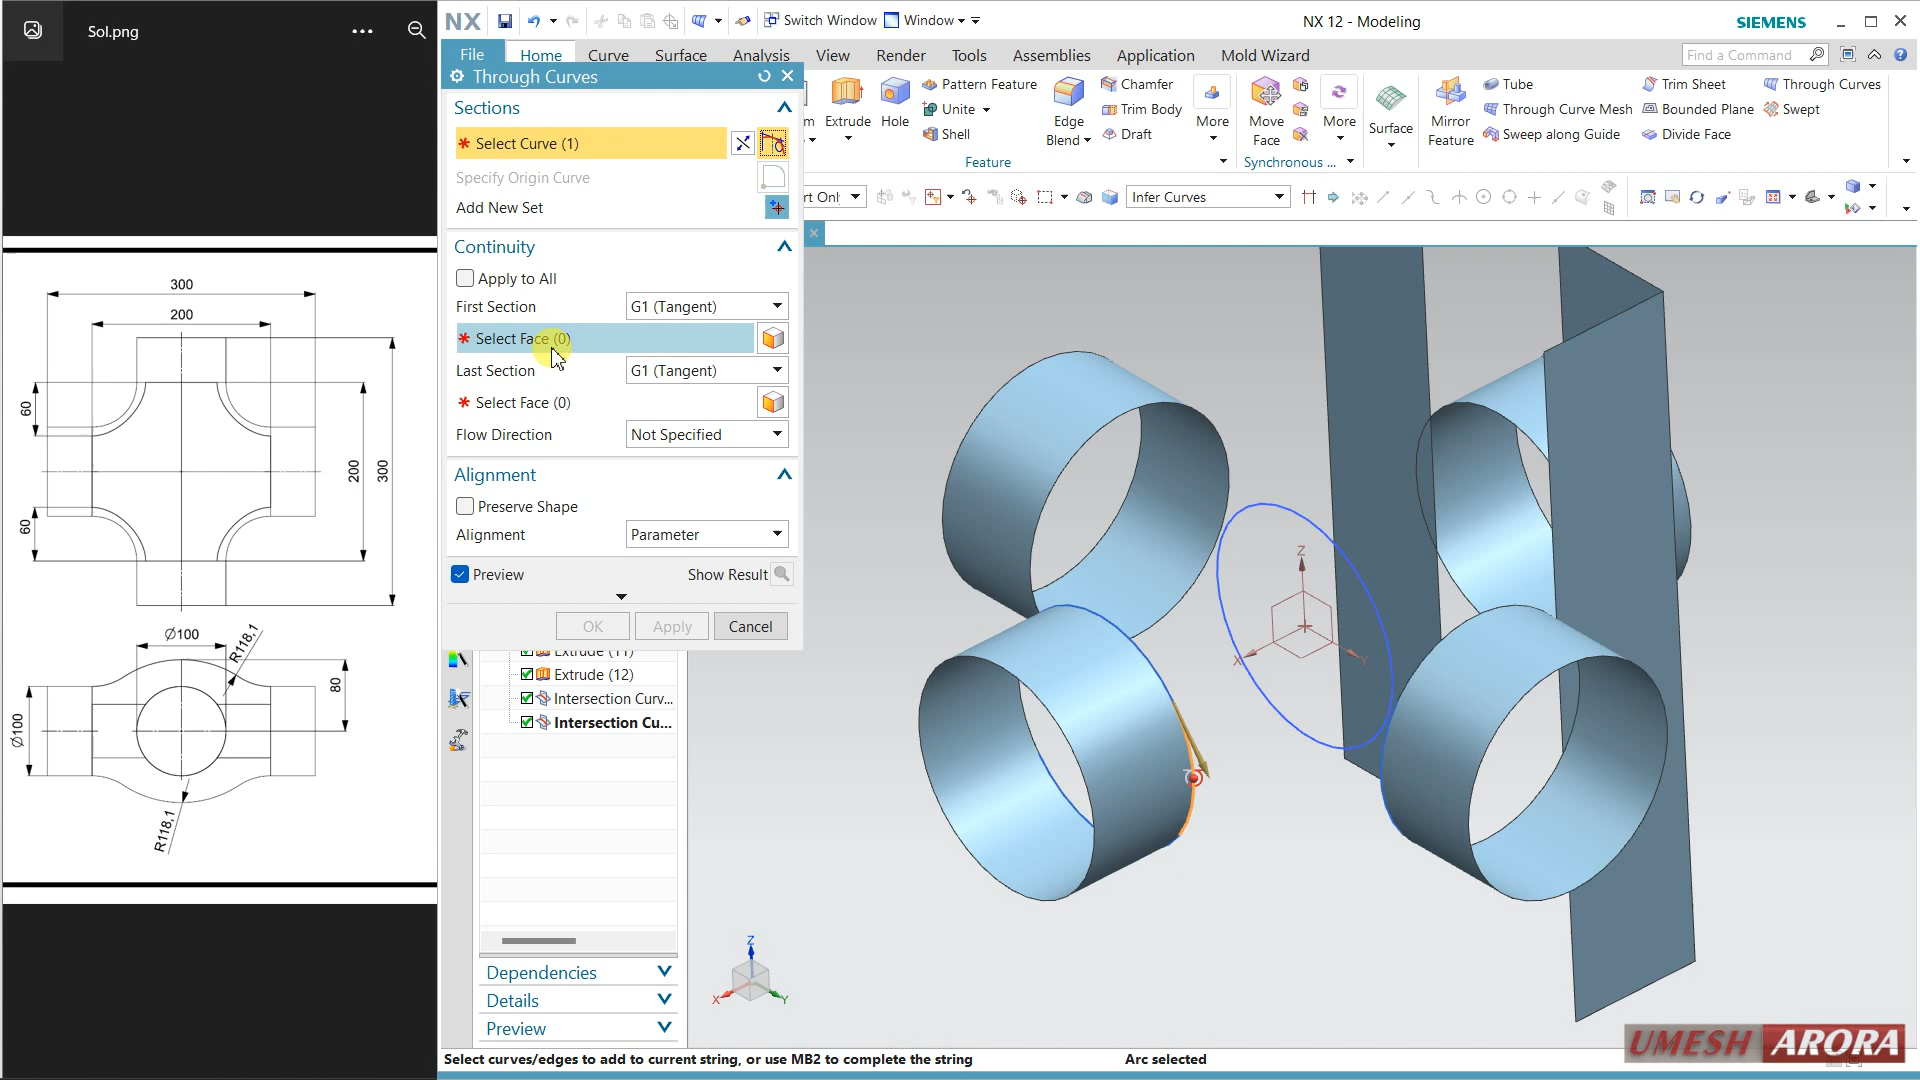 Sol.png
300
200
60
60
200
300
Ø100
R118,1
80
Ø100
R118,1
NX
Switch Window
Window
NX 12 - Modeling
SIEMENS
File
Home
Curve
Surface
Analysis
View
Render
Tools
Assemblies
Application
Mold Wizard
Find a Command
Through Curves
Sections
* Select Curve (1)
Specify Origin Curve
Add New Set
Continuity
Apply to All
First Section
G1 (Tangent)
* Select Face (0)
Last Section
G1 (Tangent)
* Select Face (0)
Flow Direction
Not Specified
Alignment
Preserve Shape
Alignment
Parameter
Preview
Show Result
OK
Apply
Cancel
Extrude
Hole
Pattern Feature
Unite
Shell
Edge
Blend
Chamfer
Trim Body
Draft
More
Feature
Move
Face
More
Synchronous ...
Surface
Mirror
Feature
Tube
Through Curve Mesh
Sweep along Guide
Trim Sheet
Bounded Plane
Divide Face
Through Curves
Swept
Infer Curves
Extrude (11)
Extrude (12)
Intersection Curv...
Intersection Cu...
Dependencies
Details
Preview
Z
X
Y
Z
X
Y
Select curves/edges to add to current string, or use MB2 to complete the string
Arc selected
UMESH ARORA